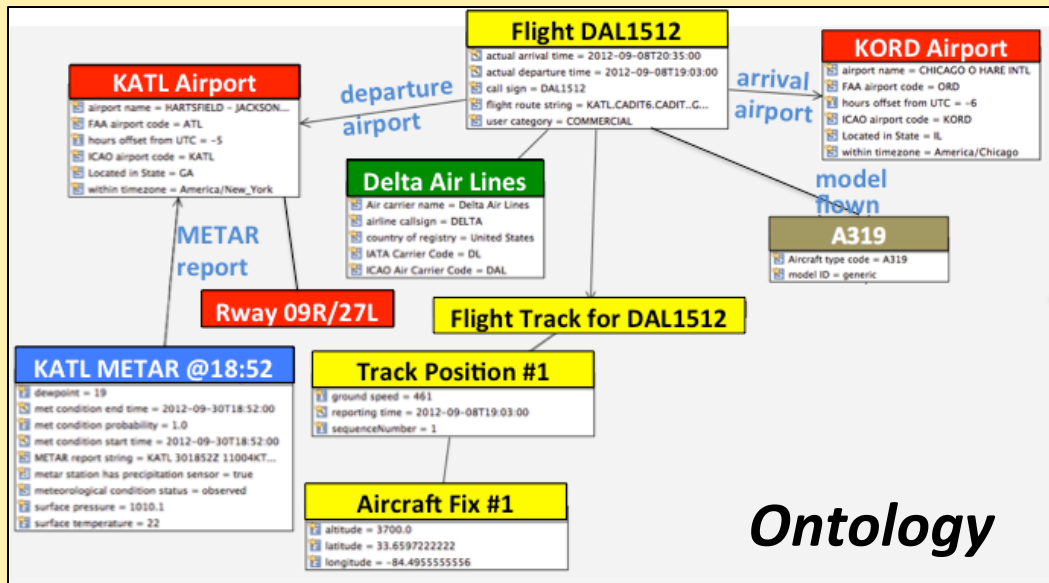 Flight DAL1512
actual arrival time = 2012-09-08T20:35:00
actual departure time = 2012-09-08T19:03:00
call sign = DAL1512
flight route string = KATL.CADIT6.CADIT..G...
user category = COMMERCIAL
KATL Airport
airport name = HARTSFIELD - JACKSON...
FAA airport code = ATL
hours offset from UTC = -5
ICAO airport code = KATL
Located in State = GA
within timezone = America/New_York
departure
airport
arrival
airport
KORD Airport
airport name = CHICAGO O HARE INTL
FAA airport code = ORD
hours offset from UTC = -6
ICAO airport code = KORD
Located in State = IL
within timezone = America/Chicago
Delta Air Lines
Air carrier name = Delta Air Lines
airline callsign = DELTA
country of registry = United States
IATA Carrier Code = DL
ICAO Air Carrier Code = DAL
model
flown
A319
Aircraft type code = A319
model ID = generic
METAR
report
Rway 09R/27L
Flight Track for DAL1512
KATL METAR @18:52
dewpoint = 19
met condition end time = 2012-09-30T18:52:00
met condition probability = 1.0
met condition start time = 2012-09-30T18:52:00
METAR report string = KATL 301852Z 11004KT...
metar station has precipitation sensor = true
meteorological condition status = observed
surface pressure = 1010.1
surface temperature = 22
Track Position #1
ground speed = 461
reporting time = 2012-09-08T19:03:00
sequenceNumber = 1
Aircraft Fix #1
altitude = 3700.0
latitude = 33.6597222222
longitude = -84.4955555556
Ontology